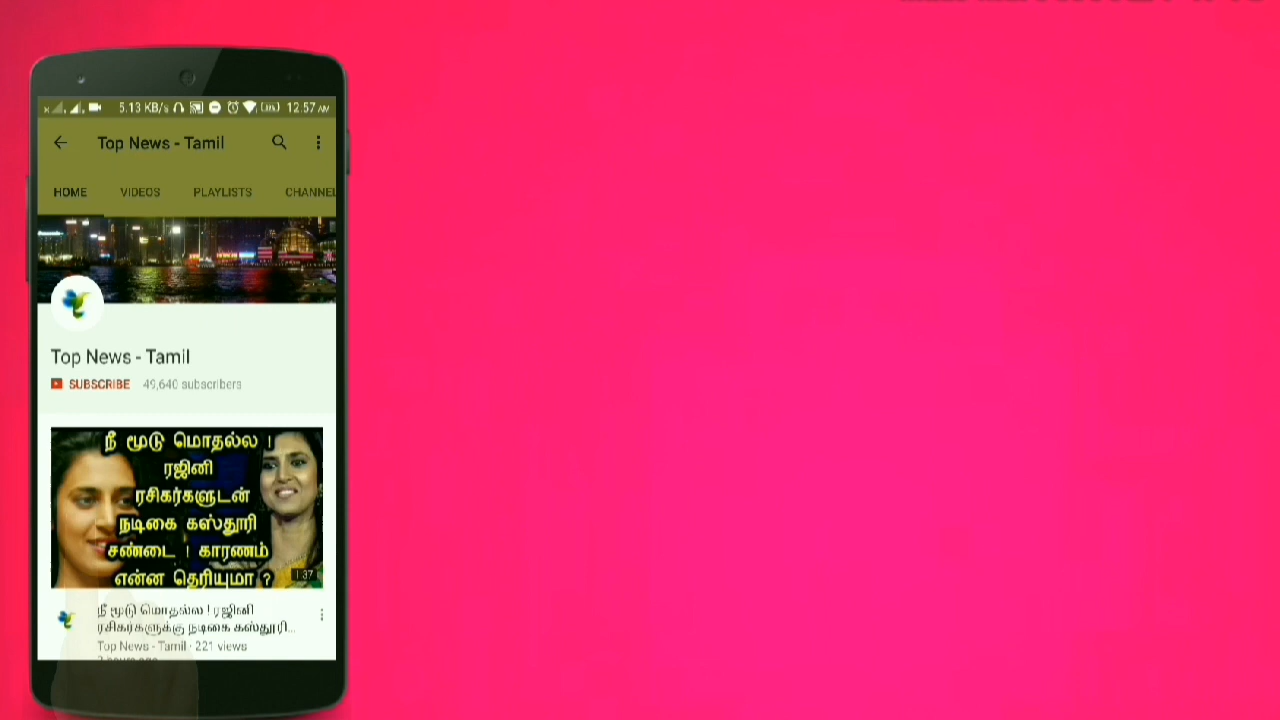 5.13 KB/s 12.57 AM
Top News - Tamil
HOME VIDEOS PLAYLISTS CHANNEL
Top News - Tamil
SUBSCRIBE 49,640 subscribers
நீ மூடு மொதல்ல !
ரஜினி
ரசிகர்களுடன்
நடிகை கஸ்தூரி
சண்டை ! காரணம்
என்ன தெரியுமா ?
1:37
நீ மூடு மொதல்ல ! ரஜினி
ரசிகர்களுக்கு நடிகை கஸ்தூரி...
Top News - Tamil · 221 views